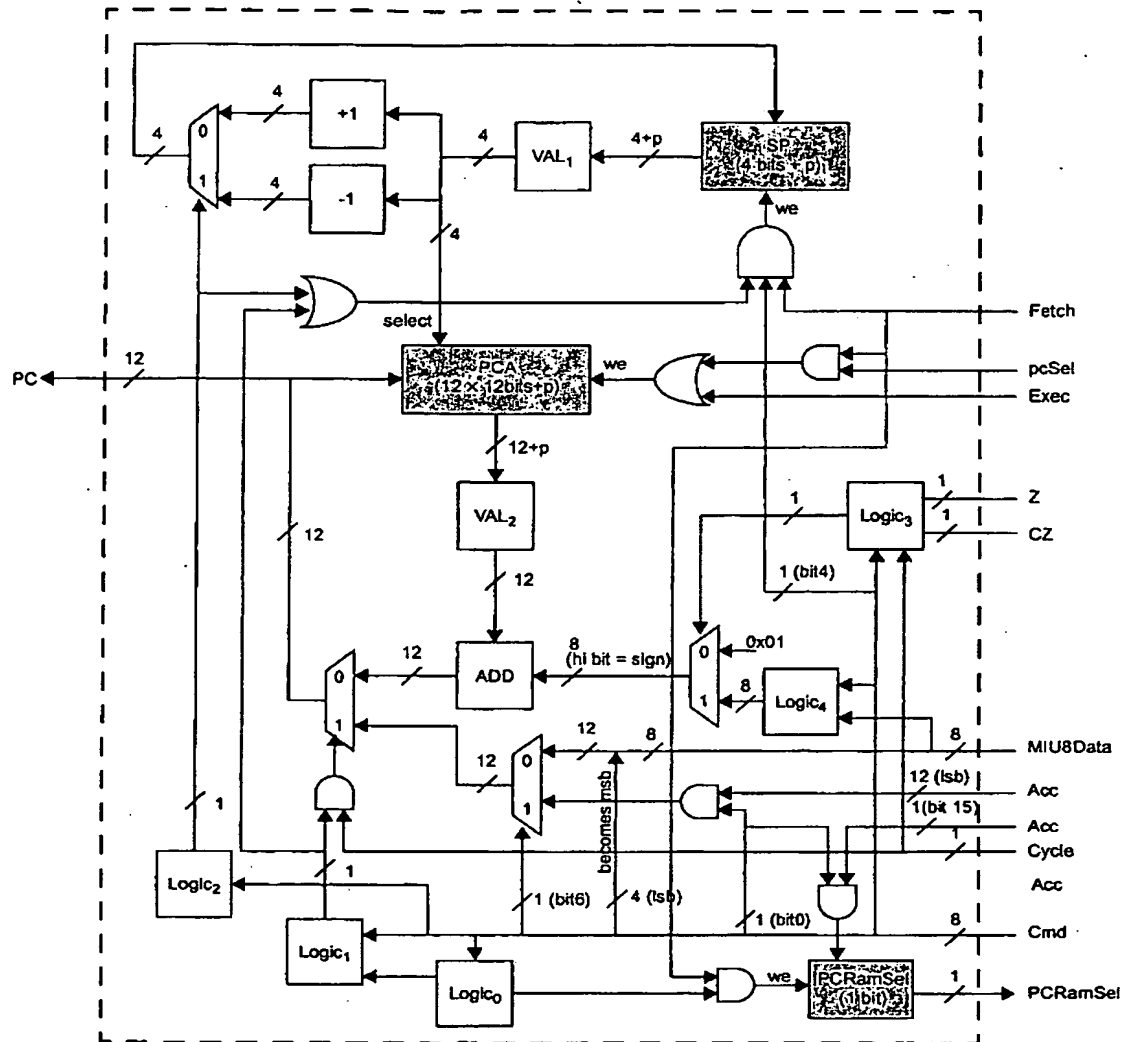 4
+1
4
0
4
1
4
-1
4
VAL1
4+p
SP
(4 bits + p)
we
4
select
Fetch
12
PC
PCA
(12 × 12bits+p)
we
pcSel
Exec
12+p
VAL2
12
12
1
Logic3
1
Z
1
CZ
1 (bit4)
0
0x01
1
8
(hi bit = sign)
12
ADD
0
1
8
Logic4
12
8
8
MIU8Data
12
0
1
becomes msb
12 (lsb)
Acc
1(bit 15)
Acc
1
Cycle
1
Logic2
1
1 (bit6)
4 (lsb)
1 (bit0)
Acc
8
Cmd
Logic1
Logic0
we
PCRamSel
(1 bit)
1
PCRamSel